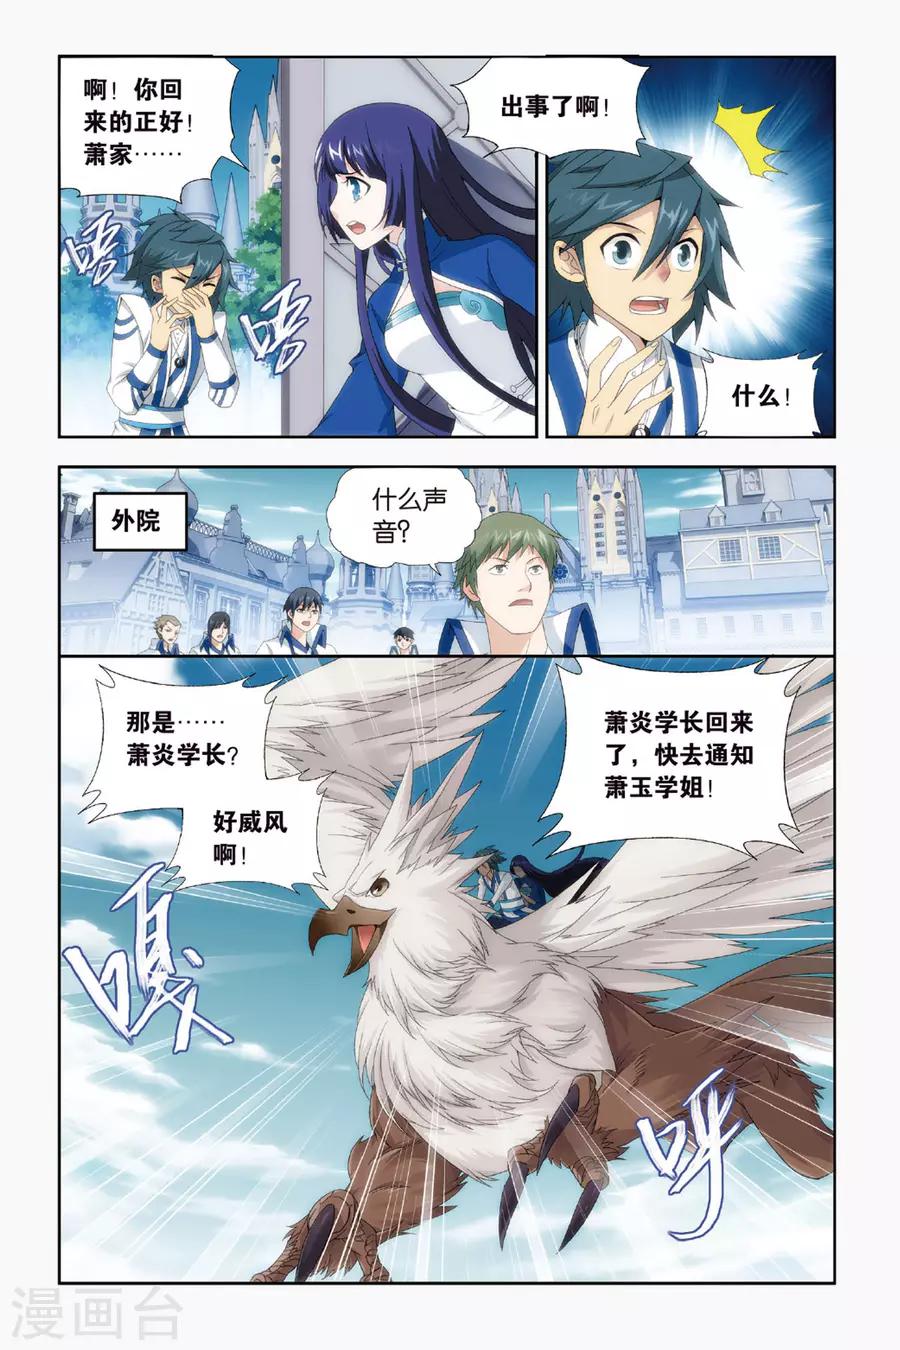 啊！你回
来的正好！
萧家……
唔
唔
出事了啊！
什么！
外院
什么声
音？
那是……
萧炎学长？
好威风
啊！
萧炎学长回来
了，快去通知
萧玉学姐！
嘎
呼
漫画台